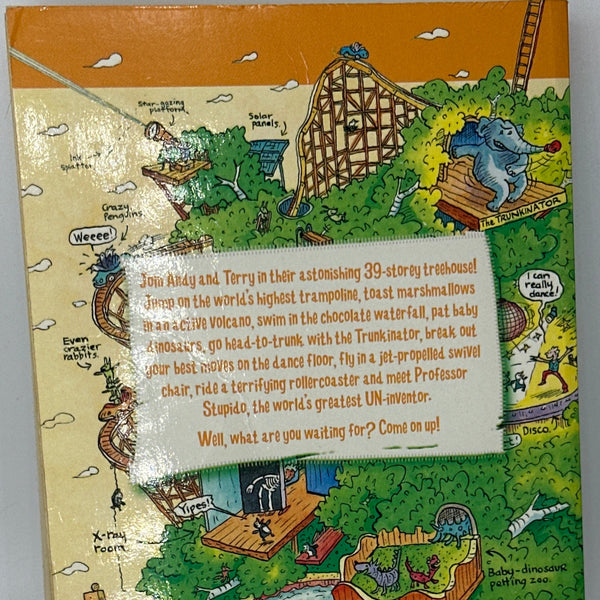 Star-gazing
platform
Solar
panels.
Ink
splatter
The TRUNKINATOR
Crazy
Penguins
Weeee!
Join Andy and Terry in their astonishing 39-storey treehouse!
Jump on the world's highest trampoline, toast marshmallows
in an active volcano, swim in the chocolate waterfall, pat baby
dinosaurs, go head-to-trunk with the Trunkinator, break out
your best moves on the dance floor, fly in a jet-propelled swivel
chair, ride a terrifying rollercoaster and meet Professor
Stupido, the world's greatest UN-inventor.
Well, what are you waiting for? Come on up!
I can
really
dance!
Even
crazier
rabbits.
Disco.
Yipes!
X-ray
room
Baby-dinosaur
petting zoo.